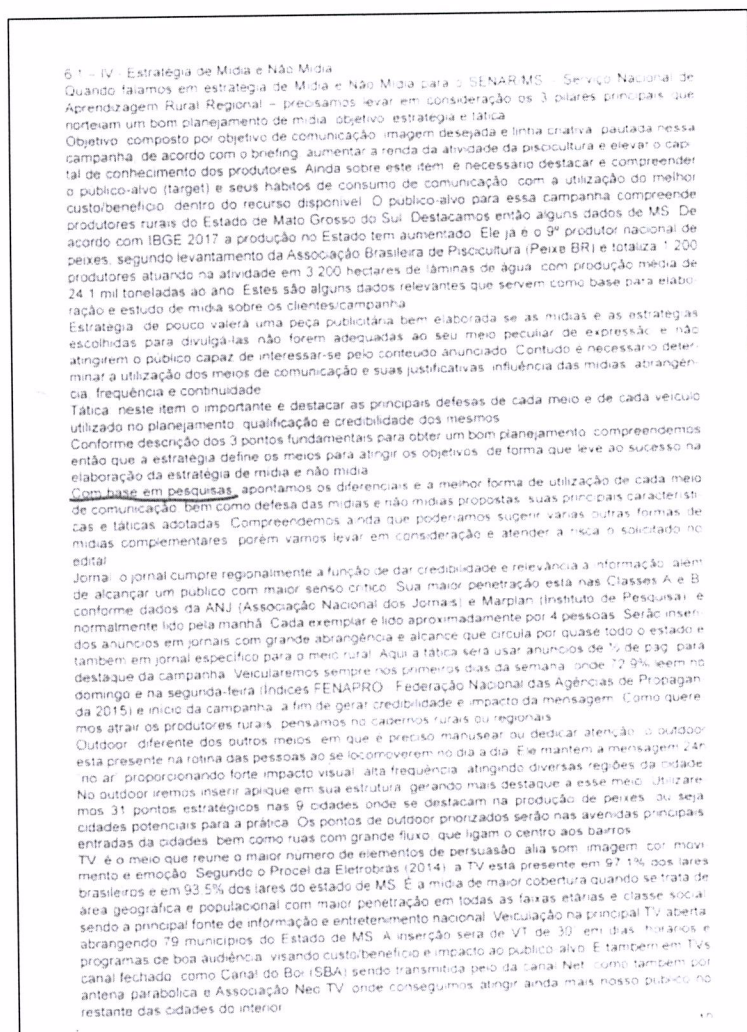 6.1 – IV - Estratégia de Mídia e Não Mídia
Quando falamos em estratégia de Mídia e Não Mídia para o SENAR/MS - Serviço Nacional de
Aprendizagem Rural Regional – precisamos levar em consideração os 3 pilares principais que
norteiam um bom planejamento de mídia objetivo estratégia e tática
Objetivo composto por objetivo de comunicação imagem desejada e linha criativa pautada nessa
campanha, de acordo com o briefing aumentar a renda da atividade da piscicultura e elevar o capi-
tal de conhecimento dos produtores. Ainda sobre este item é necessário destacar e compreender
o público-alvo (target) e seus hábitos de consumo de comunicação com a utilização do melhor
custo/benefício dentro do recurso disponível. O público-alvo para essa campanha compreende
produtores rurais do Estado de Mato Grosso do Sul. Destacamos então alguns dados de MS. De
acordo com IBGE 2017 a produção no Estado tem aumentado. Ele já é o 9º produtor nacional de
peixes, segundo levantamento da Associação Brasileira de Piscicultura (Peixe BR) e totaliza 1.200
produtores atuando na atividade em 3.200 hectares de lâminas de água com produção média de
24.1 mil toneladas ao ano. Estes são alguns dados relevantes que servem como base para elabo-
ração e estudo de mídia sobre os clientes/campanha
Estratégia de pouco valerá uma peça publicitária bem elaborada se as mídias e as estratégias
escolhidas para divulgá-las não forem adequadas ao seu meio peculiar de expressão e não
atingirem o público capaz de interessar-se pelo conteúdo anunciado. Contudo é necessário deter-
minar a utilização dos meios de comunicação e suas justificativas influência das mídias abrangên-
cia frequência e continuidade
Tática neste item o importante é destacar as principais defesas de cada meio e de cada veículo
utilizado no planejamento qualificação e credibilidade dos mesmos
Conforme descrição dos 3 pontos fundamentais para obter um bom planejamento compreendemos
então que a estratégia define os meios para atingir os objetivos de forma que leve ao sucesso na
elaboração da estratégia de mídia e não mídia
Com base em pesquisas, apontamos os diferenciais e a melhor forma de utilização de cada meio
de comunicação bem como defesa das mídias e não mídias propostas suas principais característi-
cas e táticas adotadas. Compreendemos ainda que poderíamos sugerir várias outras formas de
mídias complementares porém vamos levar em consideração e atender à risca o solicitado no
edital
Jornal o jornal cumpre regionalmente a função de dar credibilidade e relevância à informação além
de alcançar um público com maior senso crítico. Sua maior penetração está nas Classes A e B
conforme dados da ANJ (Associação Nacional dos Jornais) e Marplan (Instituto de Pesquisa) é
normalmente lido pela manhã. Cada exemplar é lido aproximadamente por 4 pessoas. Serão inseri-
dos anúncios em jornais com grande abrangência e alcance que circula por quase todo o estado e
também em jornal específico para o meio rural. Aqui a tática será usar anúncios de ½ de pag para
destaque da campanha. Veicularemos sempre nos primeiros dias da semana onde 72.9% leem no
domingo e na segunda-feira (Índices FENAPRO - Federação Nacional das Agências de Propagan-
da 2015) e início da campanha a fim de gerar credibilidade e impacto da mensagem. Como quere-
mos atrair os produtores rurais pensamos no cadernos rurais ou regionais
Outdoor diferente dos outros meios em que é preciso manusear ou dedicar atenção o outdoor
está presente na rotina das pessoas ao se locomoverem no dia a dia. Ele mantém a mensagem 24h
"no ar" proporcionando forte impacto visual alta frequência atingindo diversas regiões da cidade
No outdoor iremos inserir aplique em sua estrutura gerando mais destaque a esse meio. Utilizare-
mos 31 pontos estratégicos nas 9 cidades onde se destacam na produção de peixes ou seja
cidades potenciais para a prática. Os pontos de outdoor priorizados serão nas avenidas principais
entradas da cidades bem como ruas com grande fluxo que ligam o centro aos bairros
TV é o meio que reúne o maior número de elementos de persuasão alia som imagem cor movi-
mento e emoção. Segundo o Procel da Eletrobrás (2014) a TV está presente em 97.1% dos lares
brasileiros e em 93.5% dos lares do estado de MS. É a mídia de maior cobertura quando se trata de
área geográfica e populacional com maior penetração em todas as faixas etárias e classe social
sendo a principal fonte de informação e entretenimento nacional. Veiculação na principal TV aberta
abrangendo 79 municípios do Estado de MS. A inserção será de VT de 30" em dias horários e
programas de boa audiência visando custo/benefício e impacto ao público alvo. E também em TVs
canal fechado como Canal do Boi (SBA) sendo transmitida pelo da canal Net como também por
antena parabólica e Associação Neo TV onde conseguimos atingir ainda mais nosso público no
restante das cidades do interior